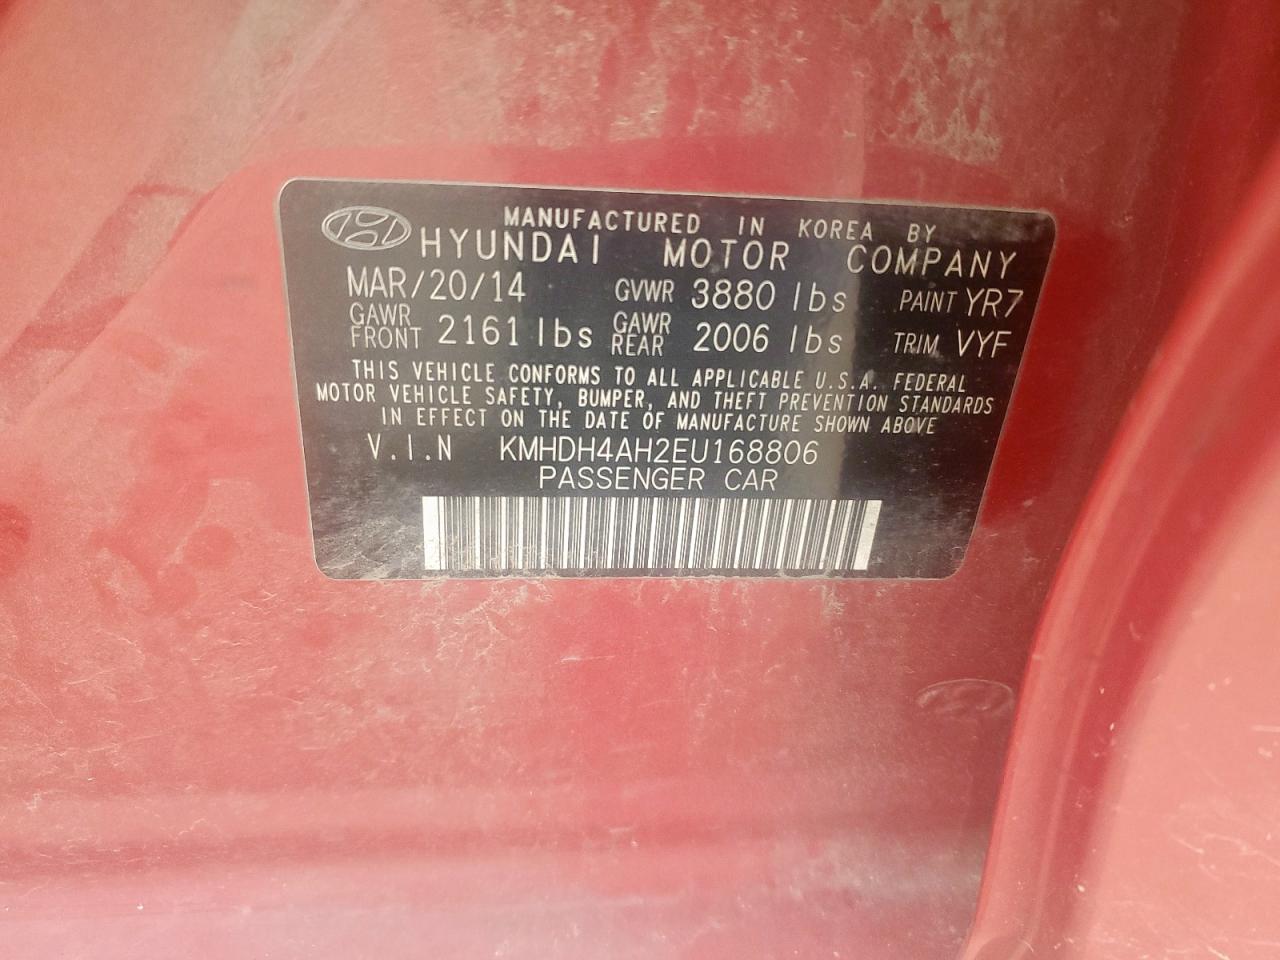 MANUFACTURED IN KOREA BY
HYUNDAI MOTOR COMPANY
MAR/20/14 GVWR 3880 lbs PAINT YR7
GAWR FRONT 2161 lbs GAWR REAR 2006 lbs TRIM VYF
THIS VEHICLE CONFORMS TO ALL APPLICABLE U.S.A. FEDERAL
MOTOR VEHICLE SAFETY, BUMPER, AND THEFT PREVENTION STANDARDS
IN EFFECT ON THE DATE OF MANUFACTURE SHOWN ABOVE
V.I.N KMHDH4AH2EU168806
PASSENGER CAR